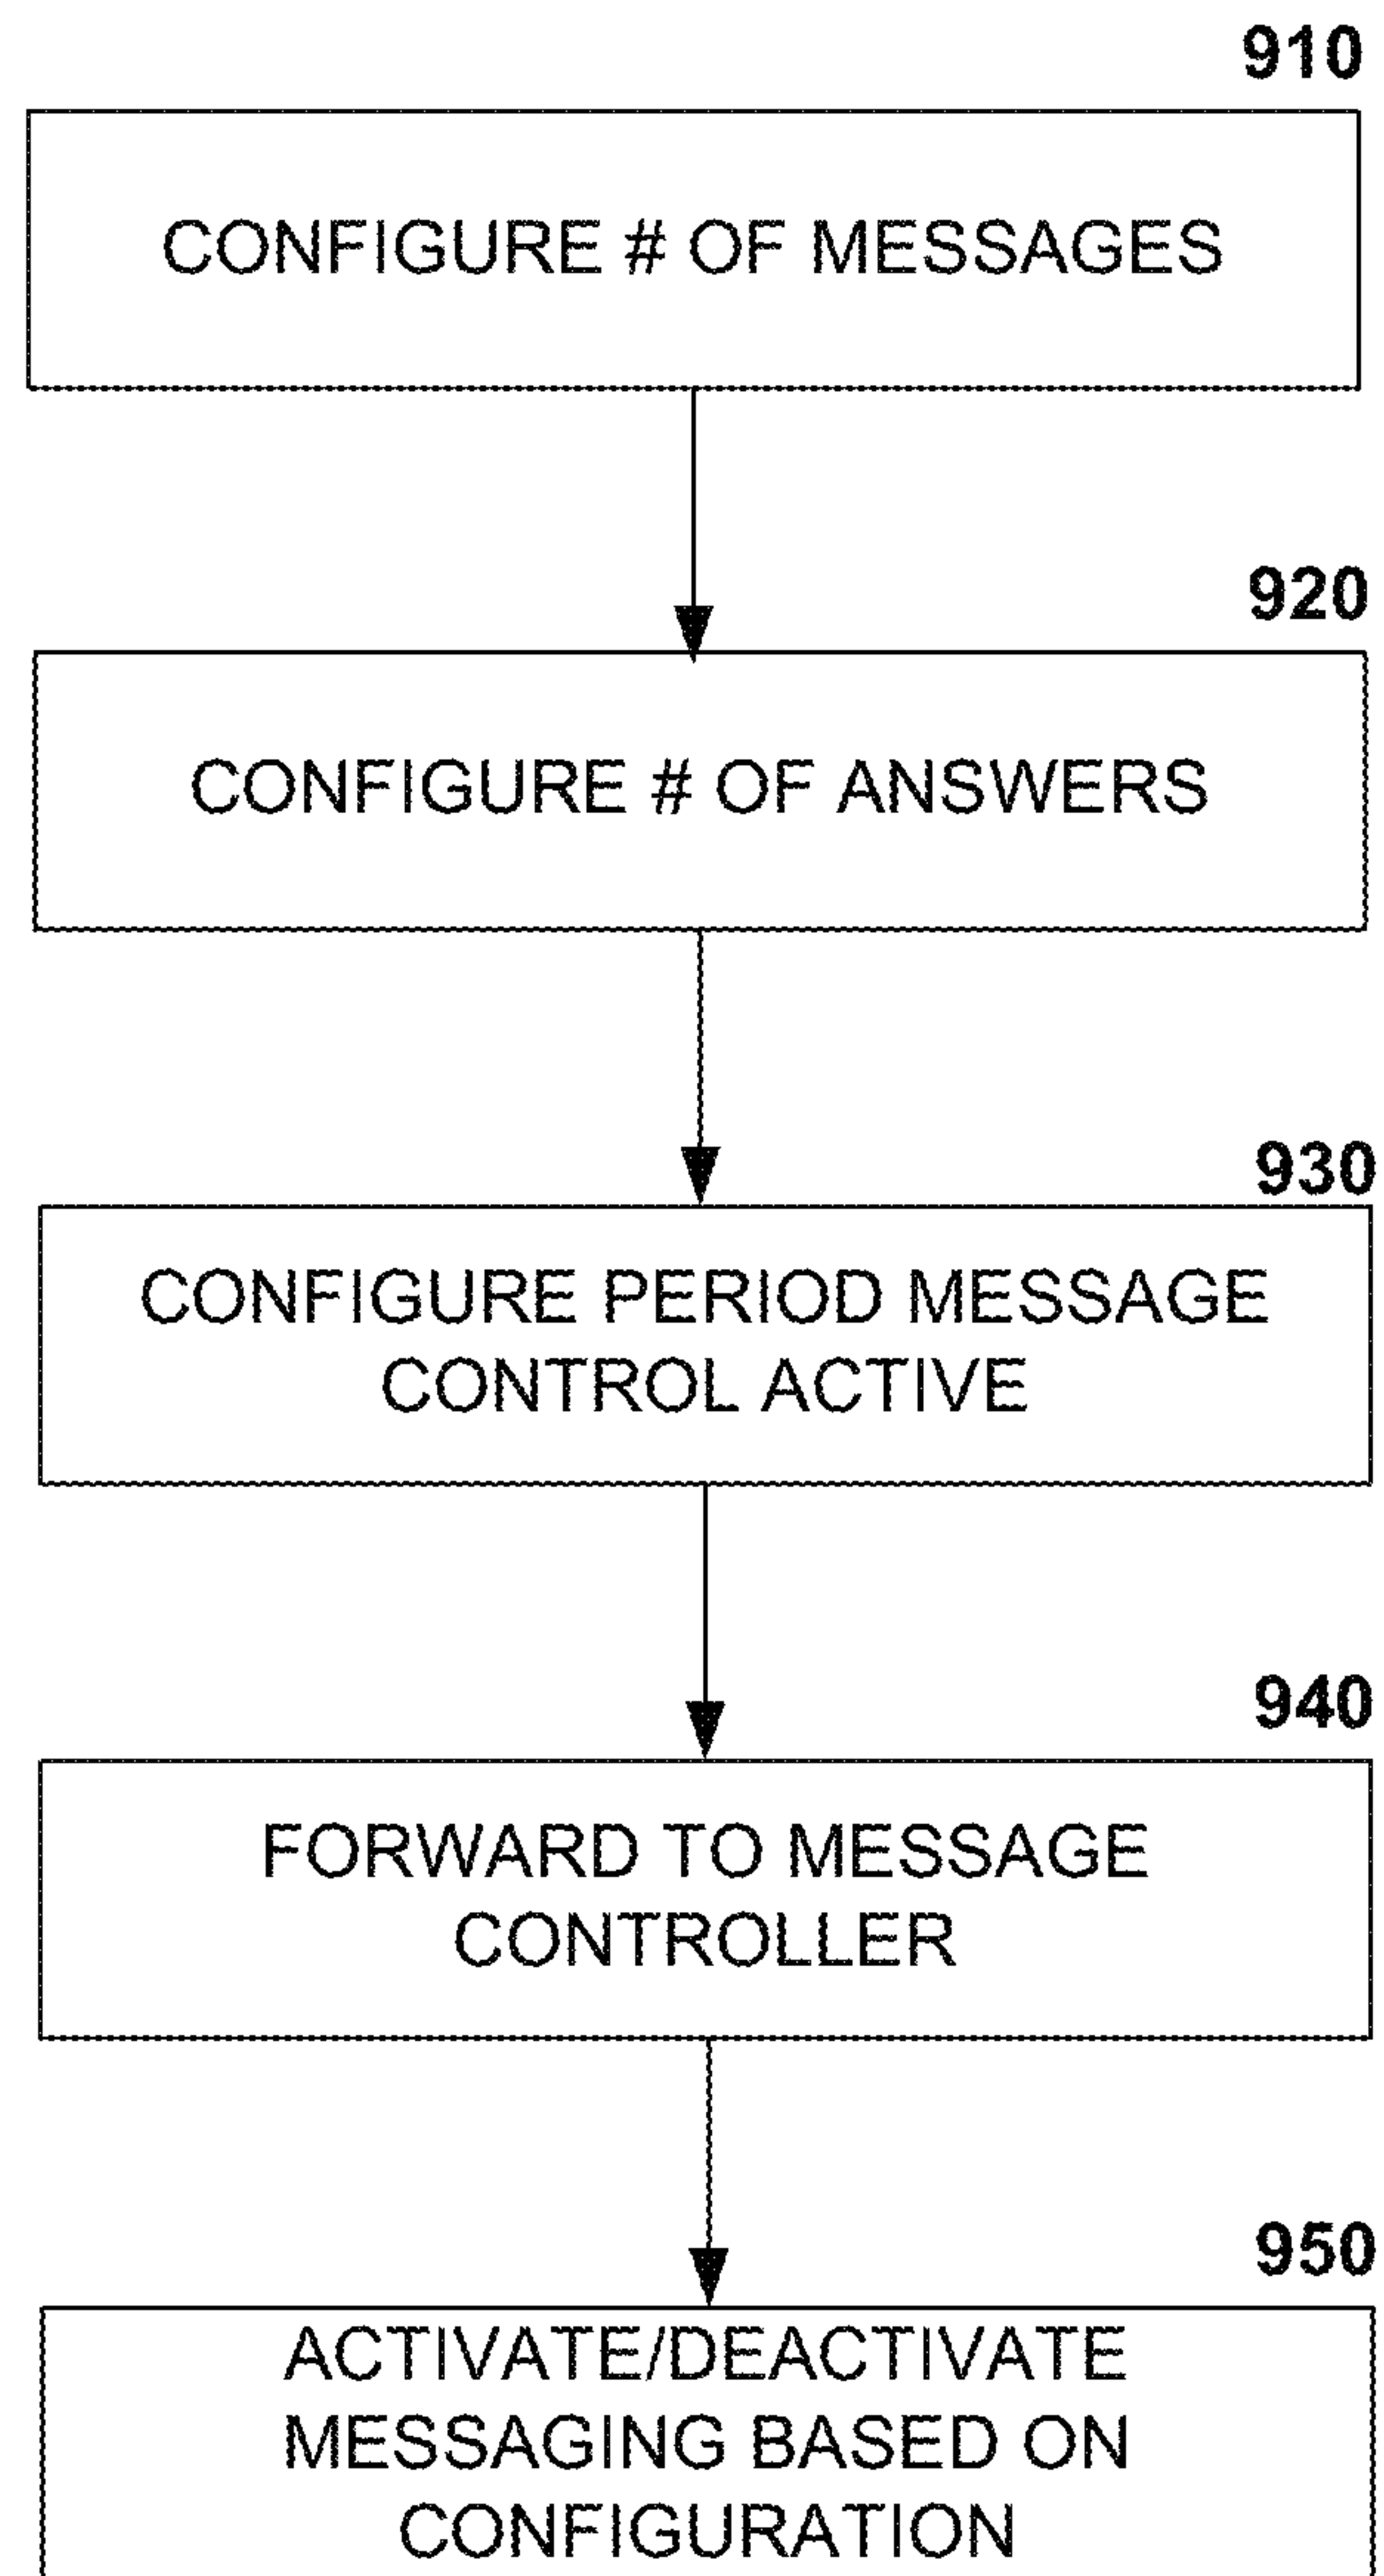 910
CONFIGURE # OF MESSAGES
920
CONFIGURE # OF ANSWERS
930
CONFIGURE PERIOD MESSAGE
CONTROL ACTIVE
940
FORWARD TO MESSAGE
CONTROLLER
950
ACTIVATE/DEACTIVATE
MESSAGING BASED ON
CONFIGURATION